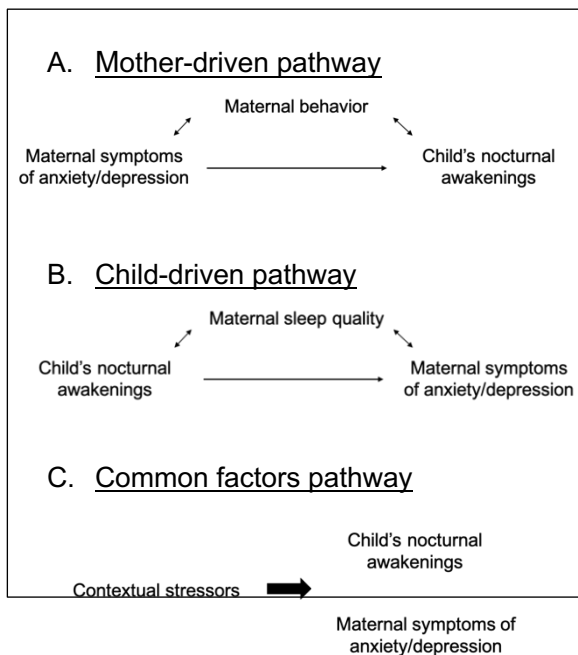 A. Mother-driven pathway
Maternal behavior
Maternal symptoms
of anxiety/depression
Child's nocturnal
awakenings
B. Child-driven pathway
Maternal sleep quality
Child's nocturnal
awakenings
Maternal symptoms
of anxiety/depression
C. Common factors pathway
Child's nocturnal
awakenings
Contextual stressors
Maternal symptoms of
anxiety/depression